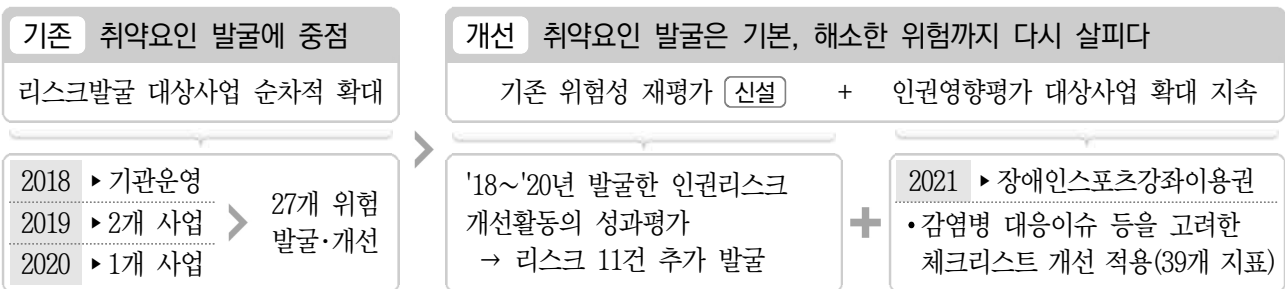 기존 취약요인 발굴에 중점
리스크발굴 대상사업 순차적 확대
2018 ▸기관운영
2019 ▸2개 사업
2020 ▸1개 사업
27개 위험
발굴·개선
개선 취약요인 발굴은 기본, 해소한 위험까지 다시 살피다
기존 위험성 재평가 신설 + 인권영향평가 대상사업 확대 지속
'18～'20년 발굴한 인권리스크
개선활동의 성과평가
→ 리스크 11건 추가 발굴
2021 ▸장애인스포츠강좌이용권
•감염병 대응이슈 등을 고려한
체크리스트 개선 적용(39개 지표)